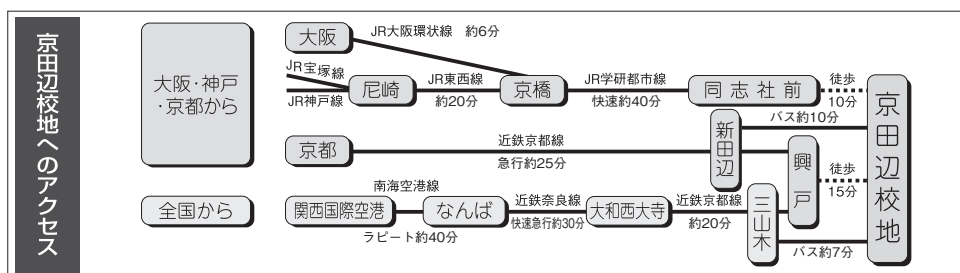 京田辺校地へのアクセス
大阪・神戸
・京都から
大阪
JR大阪環状線 約6分
JR宝塚線
JR神戸線
尼崎
JR東西線
約20分
京橋
JR学研都市線
快速約40分
同志社前
徒歩
10分
京都
近鉄京都線
急行約25分
新田辺
バス約10分
興戸
徒歩
15分
京田辺校地
全国から
関西国際空港
南海空港線
ラピート約40分
なんば
近鉄奈良線
快速急行約30分
大和西大寺
近鉄京都線
約20分
三山木
バス約7分